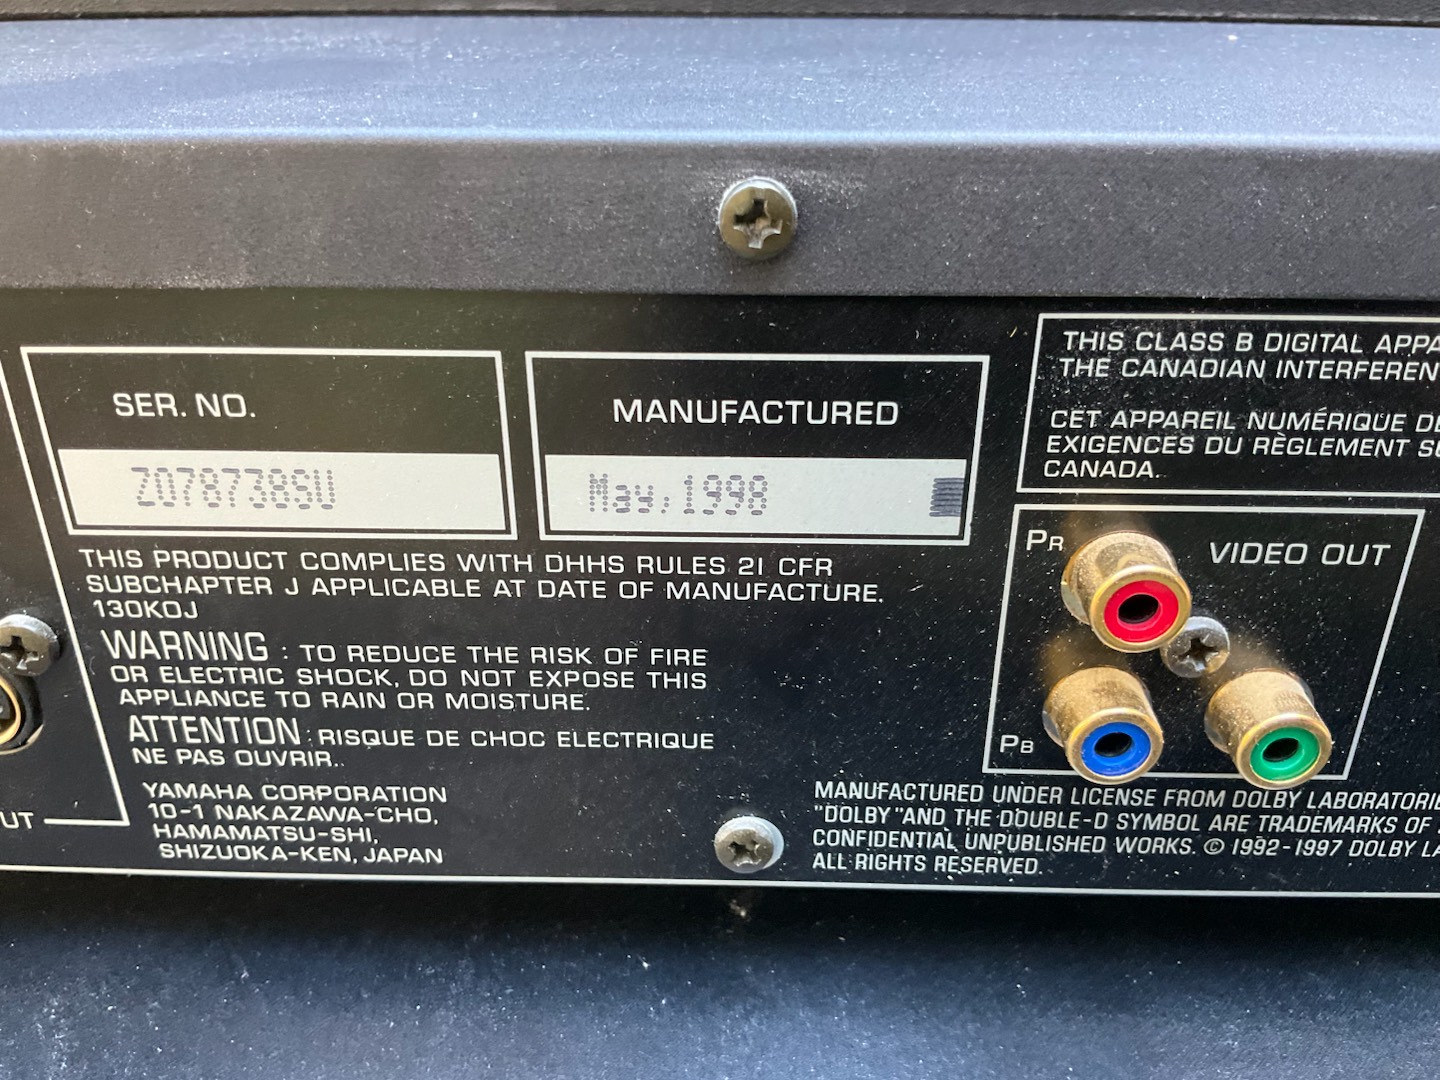 SER. NO.
Z078738SU
MANUFACTURED
May,1998
THIS PRODUCT COMPLIES WITH DHHS RULES 21 CFR
SUBCHAPTER J APPLICABLE AT DATE OF MANUFACTURE.
130KOJ
WARNING : TO REDUCE THE RISK OF FIRE
OR ELECTRIC SHOCK, DO NOT EXPOSE THIS
APPLIANCE TO RAIN OR MOISTURE.
ATTENTION : RISQUE DE CHOC ELECTRIQUE
NE PAS OUVRIR..
YAMAHA CORPORATION
10-1 NAKAZAWA-CHO,
HAMAMATSU-SHI,
SHIZUOKA-KEN, JAPAN
UT
THIS CLASS B DIGITAL APPA
THE CANADIAN INTERFEREN
CET APPAREIL NUMÉRIQUE DE
EXIGENCES DU RÈGLEMENT S
CANADA.
PR
VIDEO OUT
PB
MANUFACTURED UNDER LICENSE FROM DOLBY LABORATORIE
"DOLBY "AND THE DOUBLE-D SYMBOL ARE TRADEMARKS OF
CONFIDENTIAL UNPUBLISHED WORKS. © 1992-1997 DOLBY LA
ALL RIGHTS RESERVED.